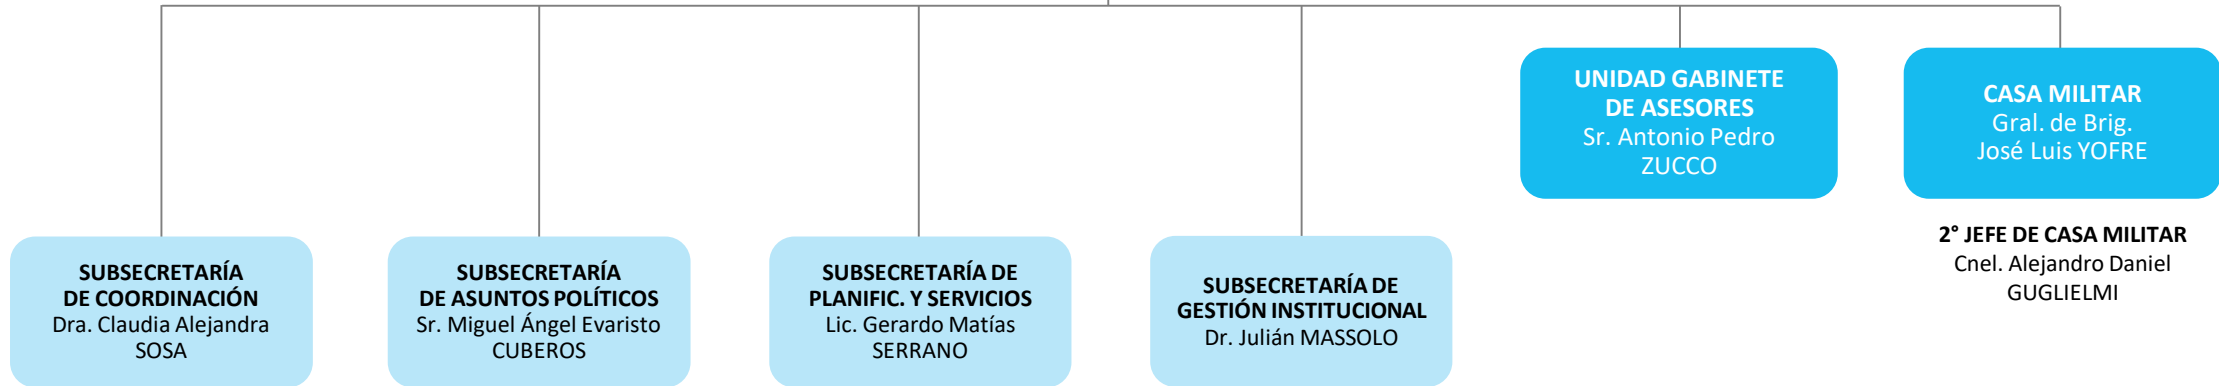 UNIDAD GABINETE
DE ASESORES
Sr. Antonio Pedro
ZUCCO
CASA MILITAR
Gral. de Brig.
José Luis YOFRE
2° JEFE DE CASA MILITAR
Cnel. Alejandro Daniel
GUGLIELMI
SUBSECRETARÍA
DE COORDINACIÓN
Dra. Claudia Alejandra
SOSA
SUBSECRETARÍA
DE ASUNTOS POLÍTICOS
Sr. Miguel Ángel Evaristo
CUBEROS
SUBSECRETARÍA DE
PLANIFIC. Y SERVICIOS
Lic. Gerardo Matías
SERRANO
SUBSECRETARÍA DE
GESTIÓN INSTITUCIONAL
Dr. Julián MASSOLO